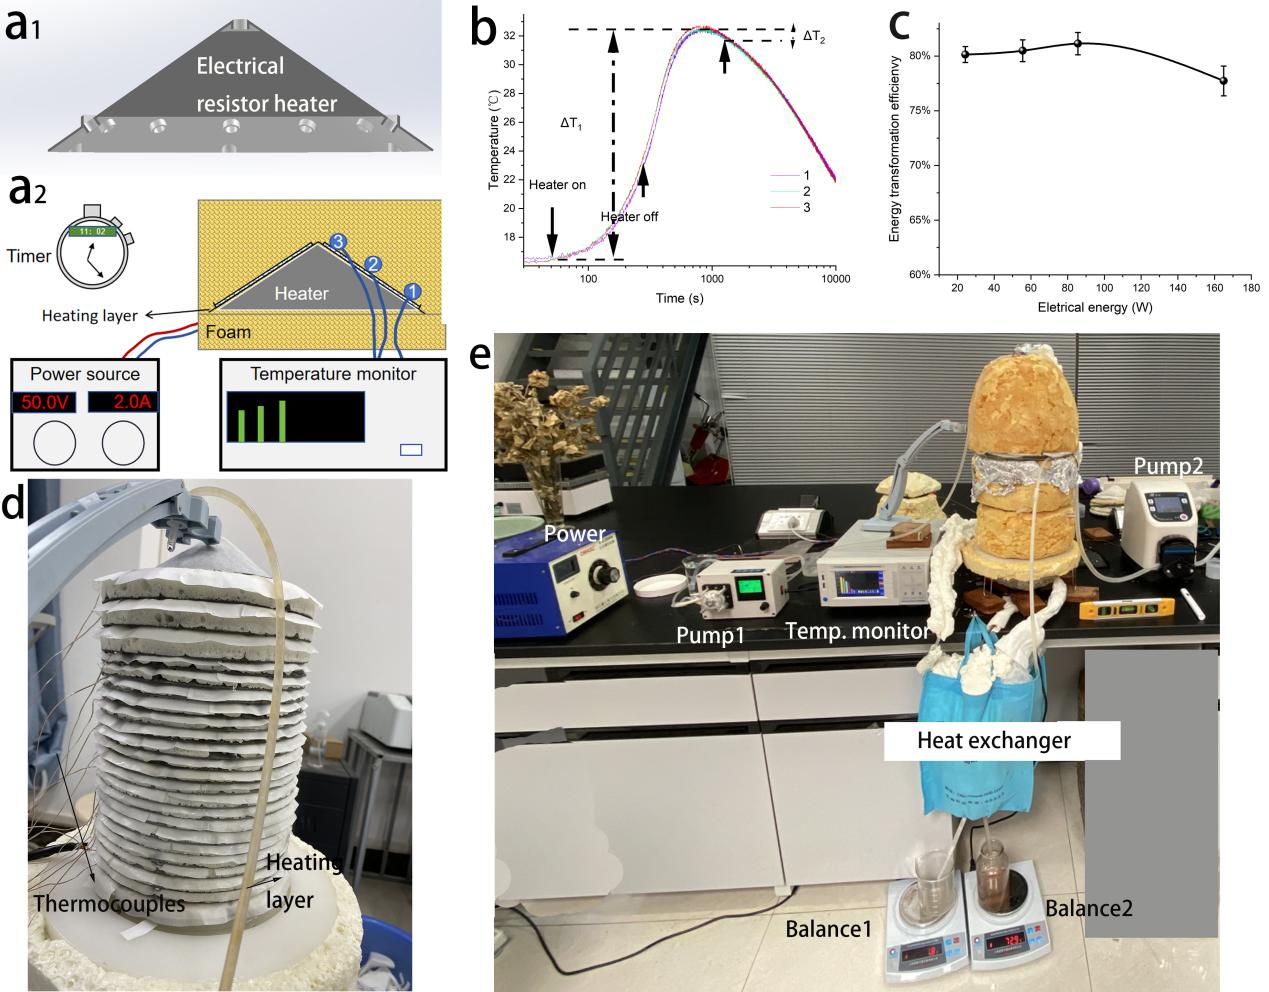 a1
Electrical
resistor heater
a2
11: 02
Timer
3
2
1
Heater
Heating layer
Foam
Power source
50.0V
2.0A
Temperature monitor
b
Temperature (℃)
32
30
28
26
24
22
20
18
ΔT1
ΔT2
Heater on
Heater off
1
2
3
100
1000
10000
Time (s)
c
Energy transformation efficienvy
80%
75%
70%
65%
60%
20 40 60 80 100 120 140 160 180
Eletrical energy (W)
d
Heating
layer
Thermocouples
e
Power
Pump1
Temp. monitor
Pump2
Heat exchanger
Balance1
Balance2